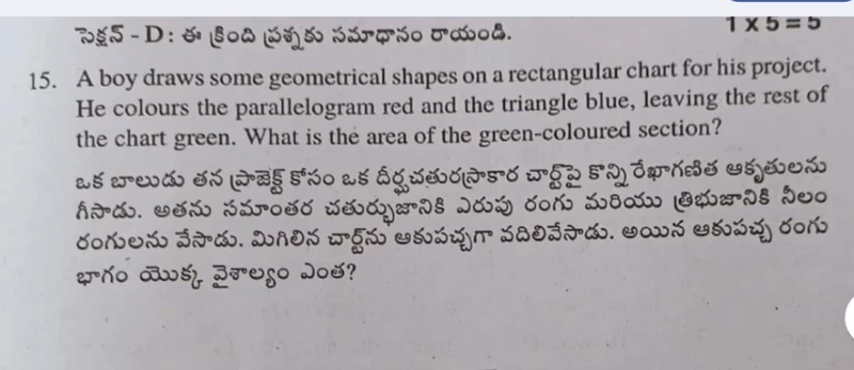 సెక్షన్ - D : ఈ క్రింది ప్రశ్నకు సమాధానం రాయండి. 1 x 5 = 5
15. A boy draws some geometrical shapes on a rectangular chart for his project.
He colours the parallelogram red and the triangle blue, leaving the rest of
the chart green. What is the area of the green-coloured section?
ఒక బాలుడు తన ప్రాజెక్ట్ కోసం ఒక దీర్ఘచతురస్రాకార చార్ట్‌పై కొన్ని రేఖాగణిత ఆకృతులను
గీసాడు. అతను సమాంతర చతుర్భుజానికి ఎరుపు రంగు మరియు త్రిభుజానికి నీలం
రంగులను వేసాడు. మిగిలిన చార్ట్‌ను ఆకుపచ్చగా వదిలివేసాడు. అయిన ఆకుపచ్చ రంగు
భాగం యొక్క వైశాల్యం ఎంత?